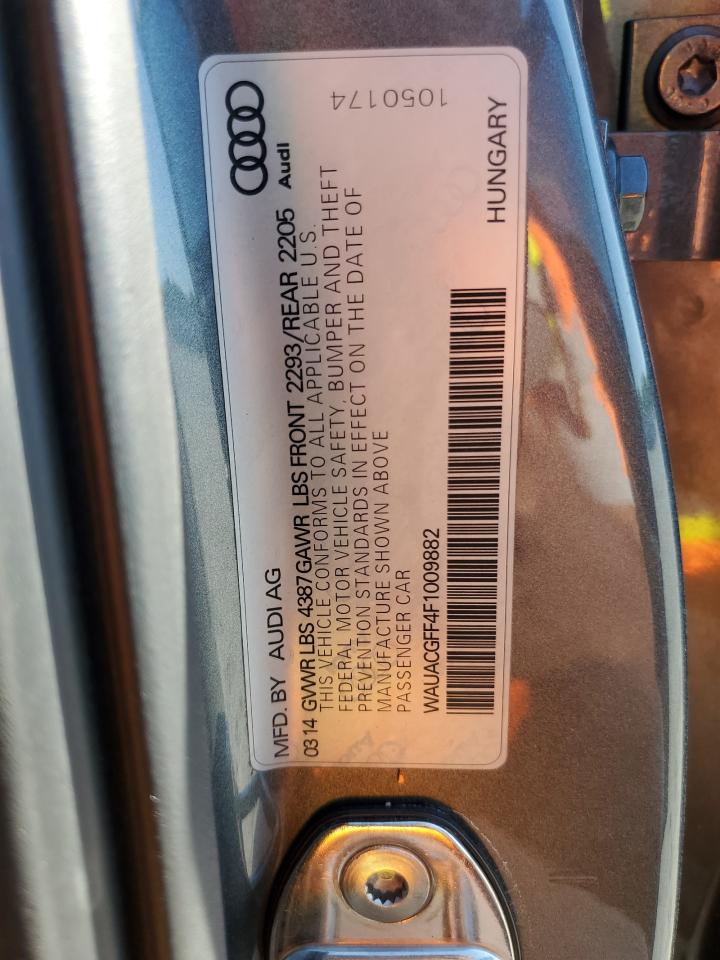 MFD. BY AUDI AG
Audi
0314 GVWR LBS 4387GAWR LBS FRONT 2293/REAR 2205
THIS VEHICLE CONFORMS TO ALL APPLICABLE U.S.
FEDERAL MOTOR VEHICLE SAFETY, BUMPER AND THEFT
PREVENTION STANDARDS IN EFFECT ON THE DATE OF
MANUFACTURE SHOWN ABOVE
PASSENGER CAR
WAUACGFF4F1009882
HUNGARY
1050174